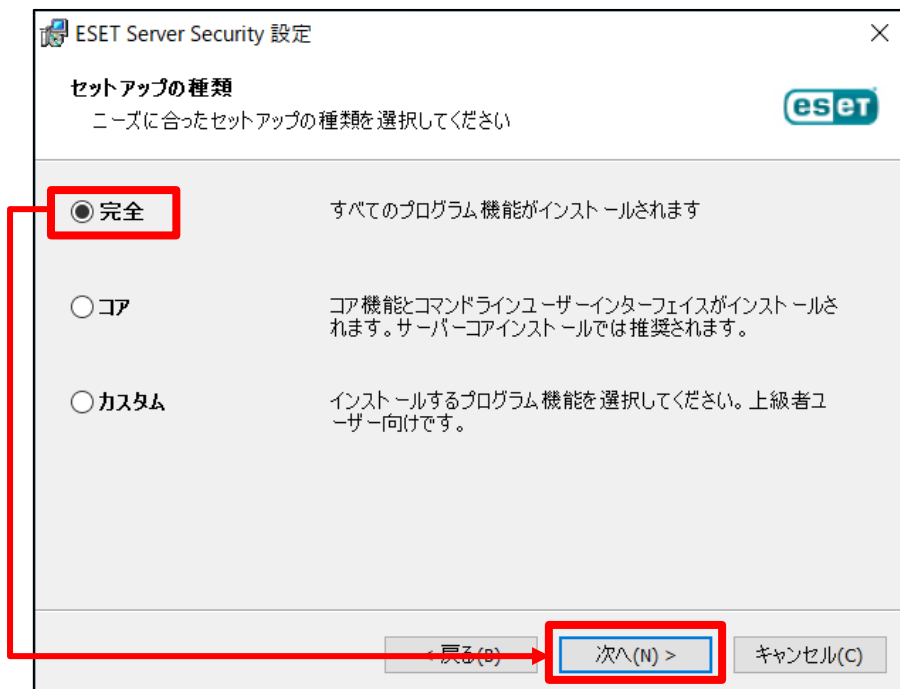 ESET Server Security 設定
セットアップの種類
ニーズに合ったセットアップの種類を選択してください
eset
完全
すべてのプログラム機能がインストールされます
コア
コア機能とコマンドラインユーザーインターフェイスがインストールさ
れます。サーバーコアインストールでは推奨されます。
カスタム
インストールするプログラム機能を選択してください。上級者ユ
ーザー向けです。
< 戻る(B)
次へ(N) >
キャンセル(C)